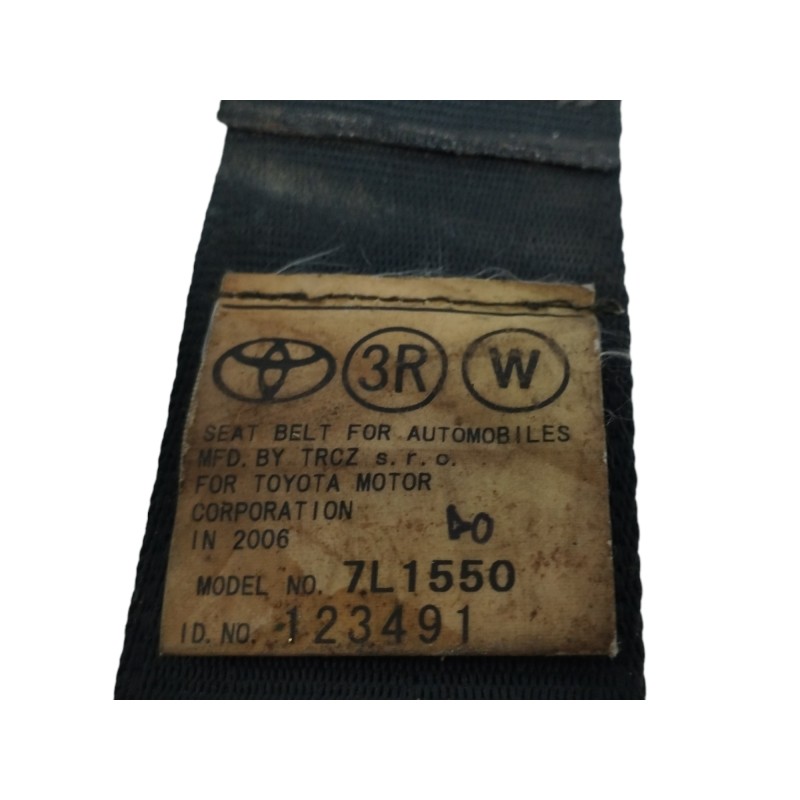 3R W
SEAT BELT FOR AUTOMOBILES
MFD. BY TRCZ s.r.o.
FOR TOYOTA MOTOR
CORPORATION
IN 2006
MODEL NO. 7L1550
I D. NO. 123491